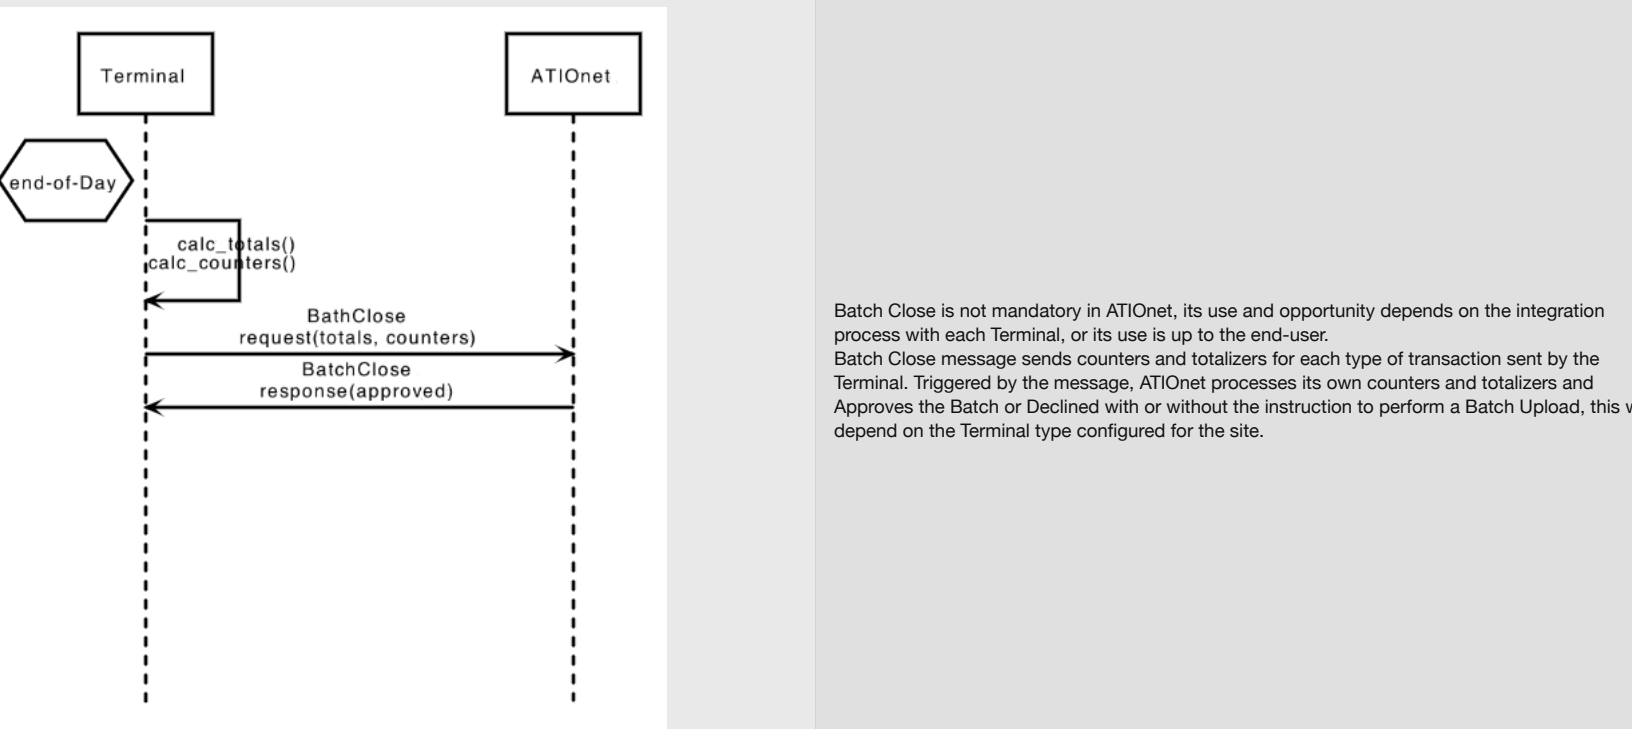 Terminal
ATIOnet
end-of-Day
calc_totals()
calc_counters()
BathClose
request(totals, counters)
BatchClose
response(approved)
Batch Close is not mandatory in ATIOnet, its use and opportunity depends on the integration
process with each Terminal, or its use is up to the end-user.
Batch Close message sends counters and totalizers for each type of transaction sent by the
Terminal. Triggered by the message, ATIOnet processes its own counters and totalizers and
Approves the Batch or Declined with or without the instruction to perform a Batch Upload, this
depend on the Terminal type configured for the site.